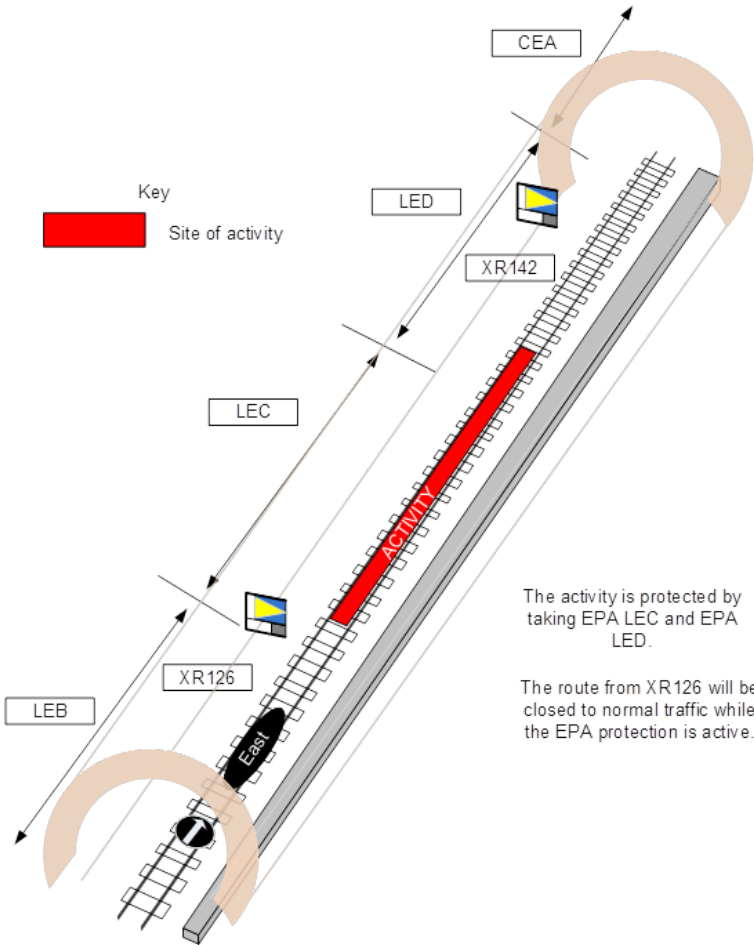 CEA
Key
LED
Site of activity
XR142
LEC
ACTIVITY
The activity is protected by
taking EPA LEC and EPA
LED.
XR126
The route from XR126 will be
closed to normal traffic while
the EPA protection is active.
LEB
East